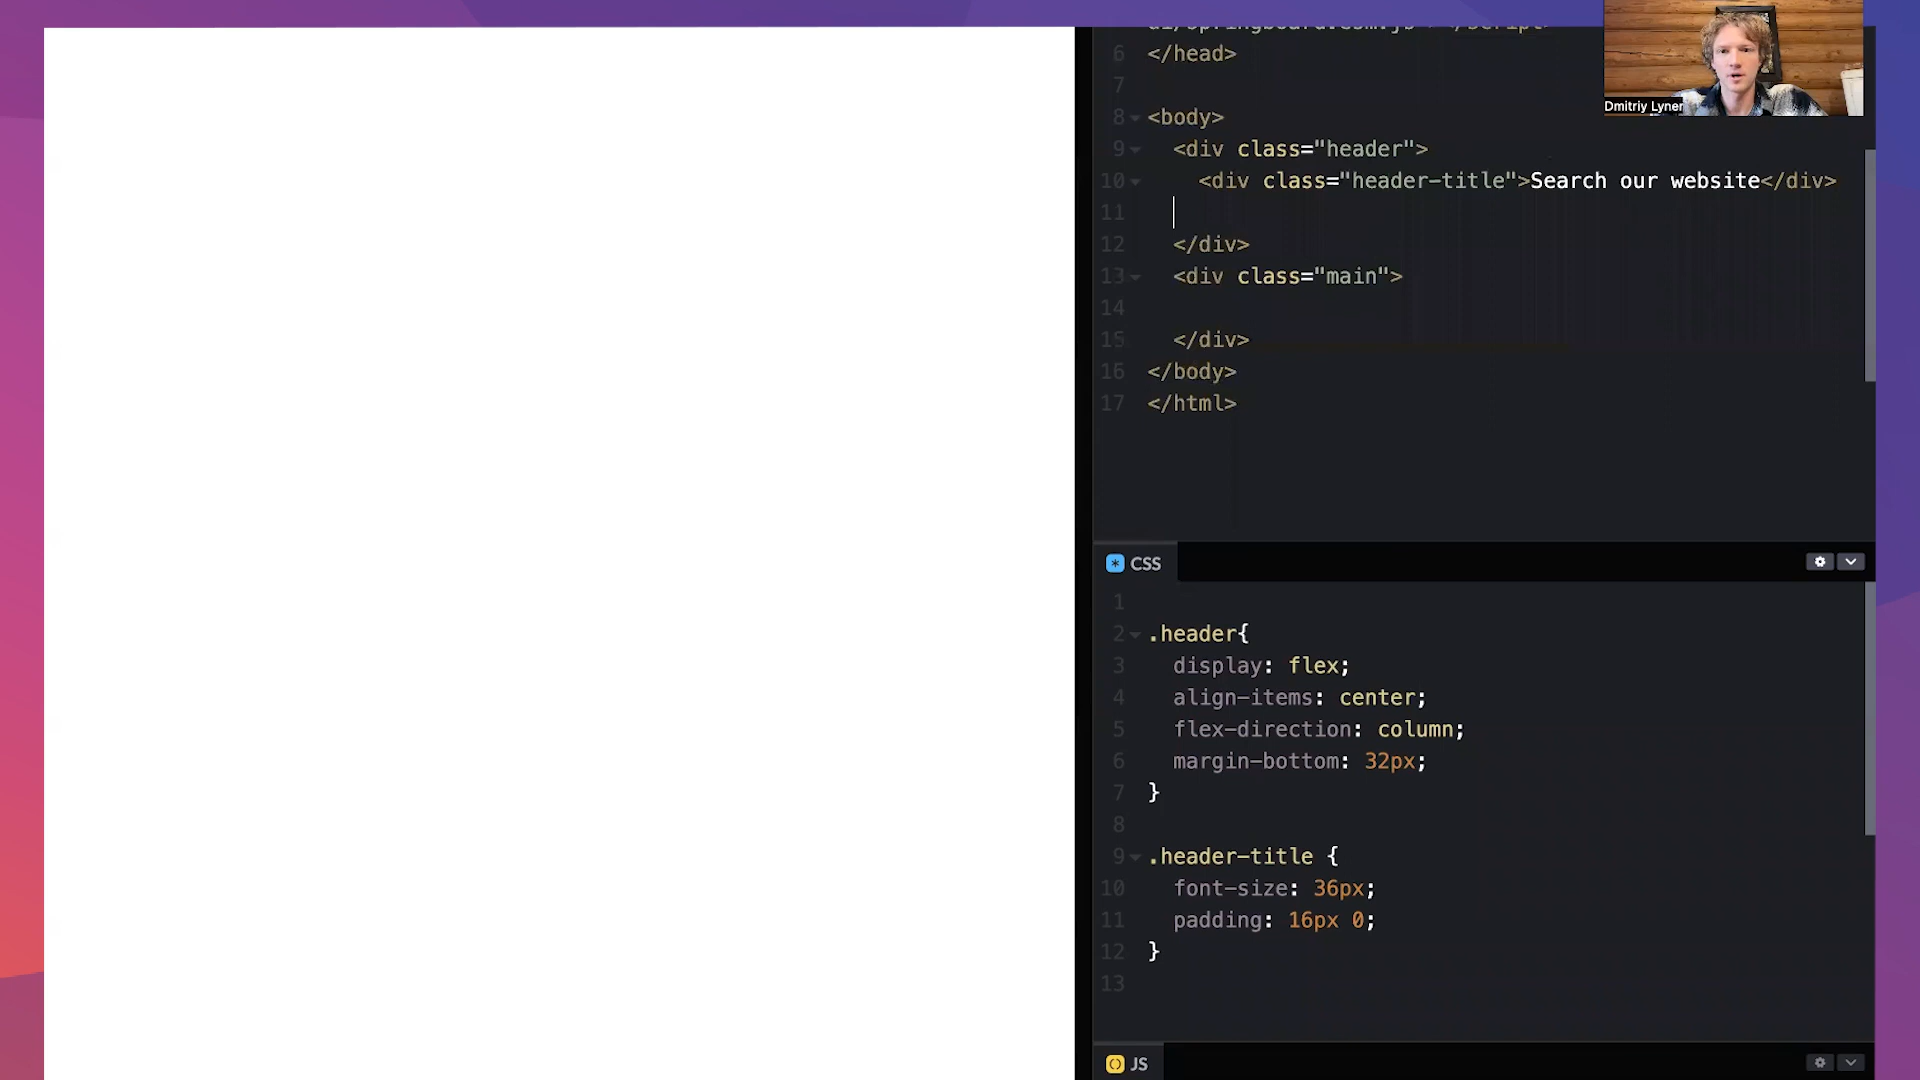 6 </head>
7
8 <body>
9 <div class="header">
10 <div class="header-title">Search our website</div>
11
12 </div>
13 <div class="main">
14
15 </div>
16 </body>
17 </html>
Dmitriy Lyner
* CSS
1
2 .header{
3 display: flex;
4 align-items: center;
5 flex-direction: column;
6 margin-bottom: 32px;
7 }
8
9 .header-title {
10 font-size: 36px;
11 padding: 16px 0;
12 }
13
() JS